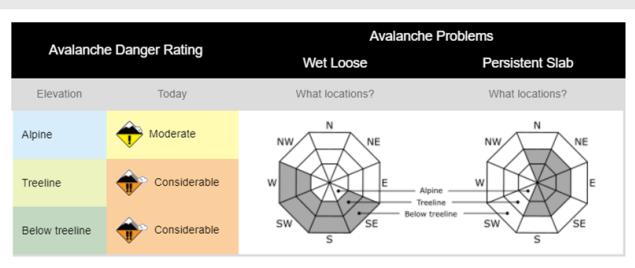 Avalanche Danger Rating
Avalanche Problems
Wet Loose
Persistent Slab
Elevation
Today
What locations?
What locations?
Alpine
Moderate
Treeline
Considerable
Below treeline
Considerable
N
NW
NE
W
E
SW
SE
S
Alpine
Treeline
Below treeline
N
NW
NE
W
E
SW
SE
S